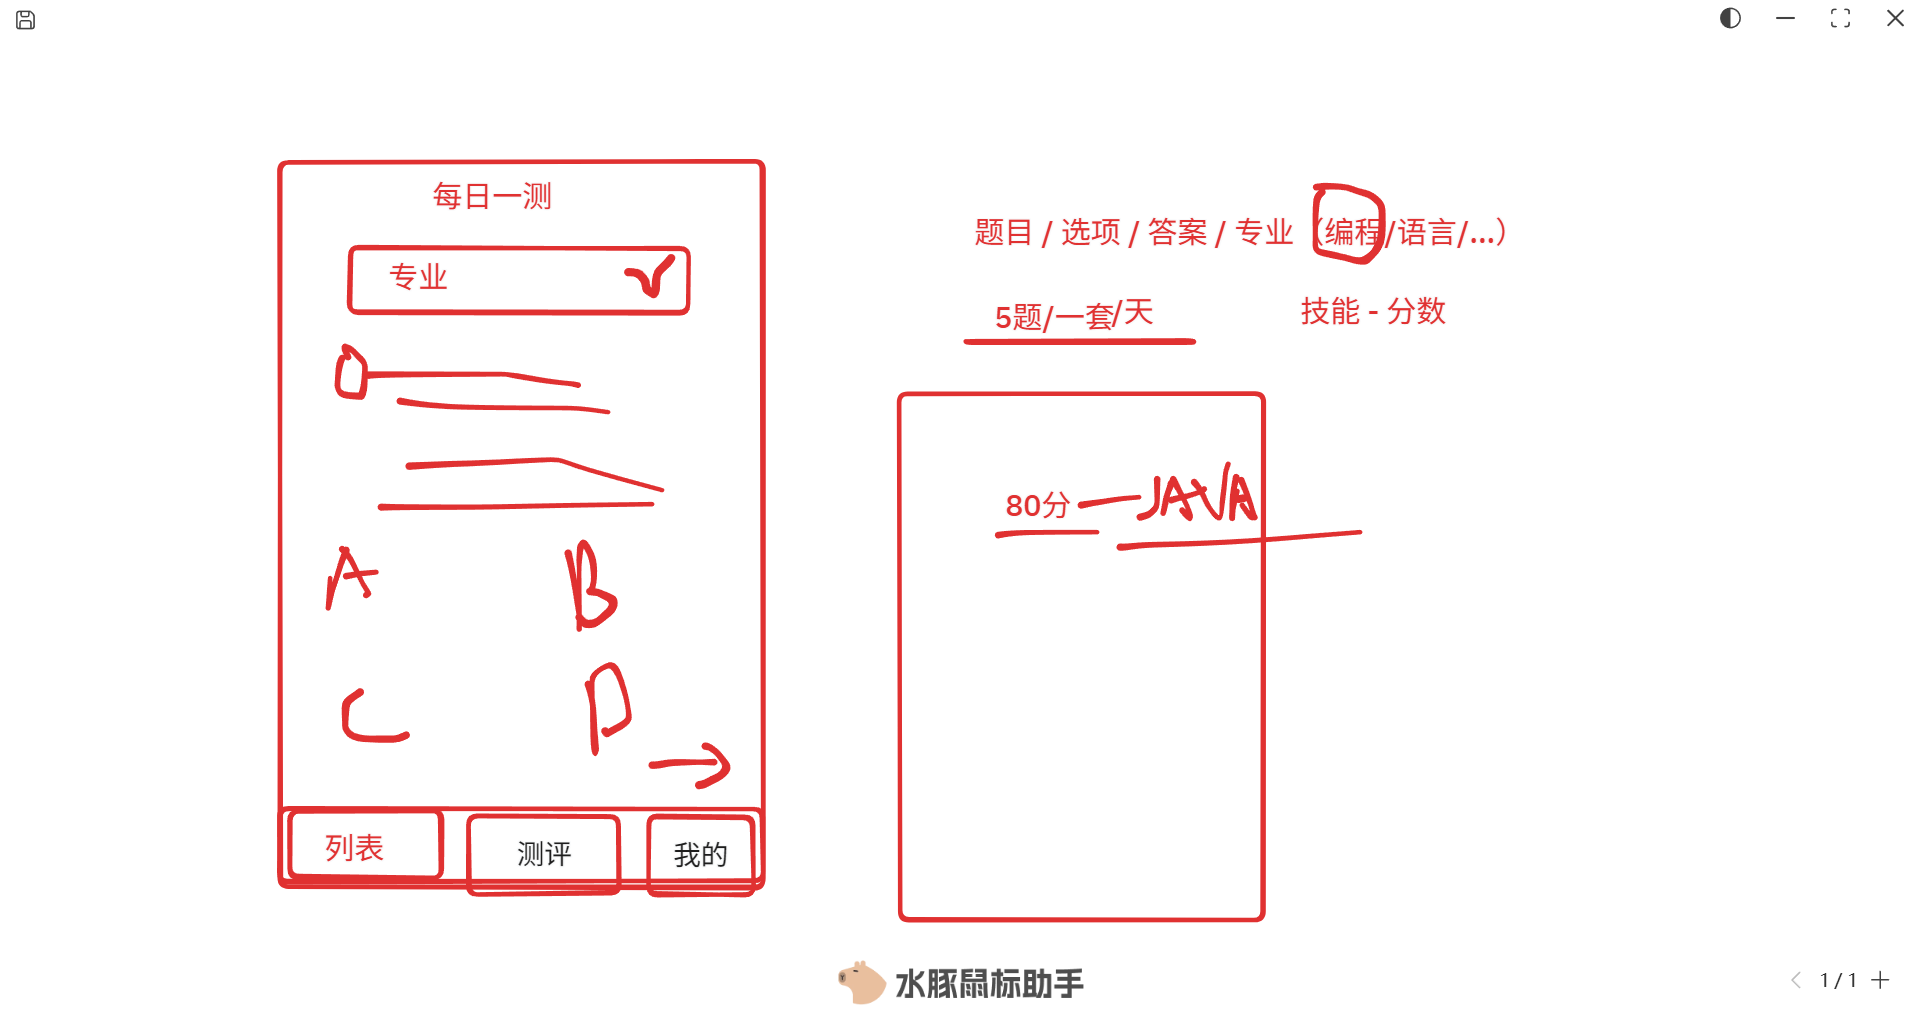 每日一测
专业
A
B
C
D
列表
测评
我的
题目 / 选项 / 答案 / 专业（编程/语言/...）
5题/一套/天
技能 - 分数
80分 — JAVA
水豚鼠标助手
1 / 1